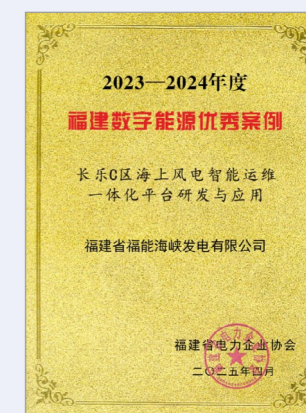 2023—2024年度
福建数字能源优秀案例
长乐C区海上风电智能运维
一体化平台研发与应用
福建省福能海峡发电有限公司
福建省电力企业协会
二〇二五年四月